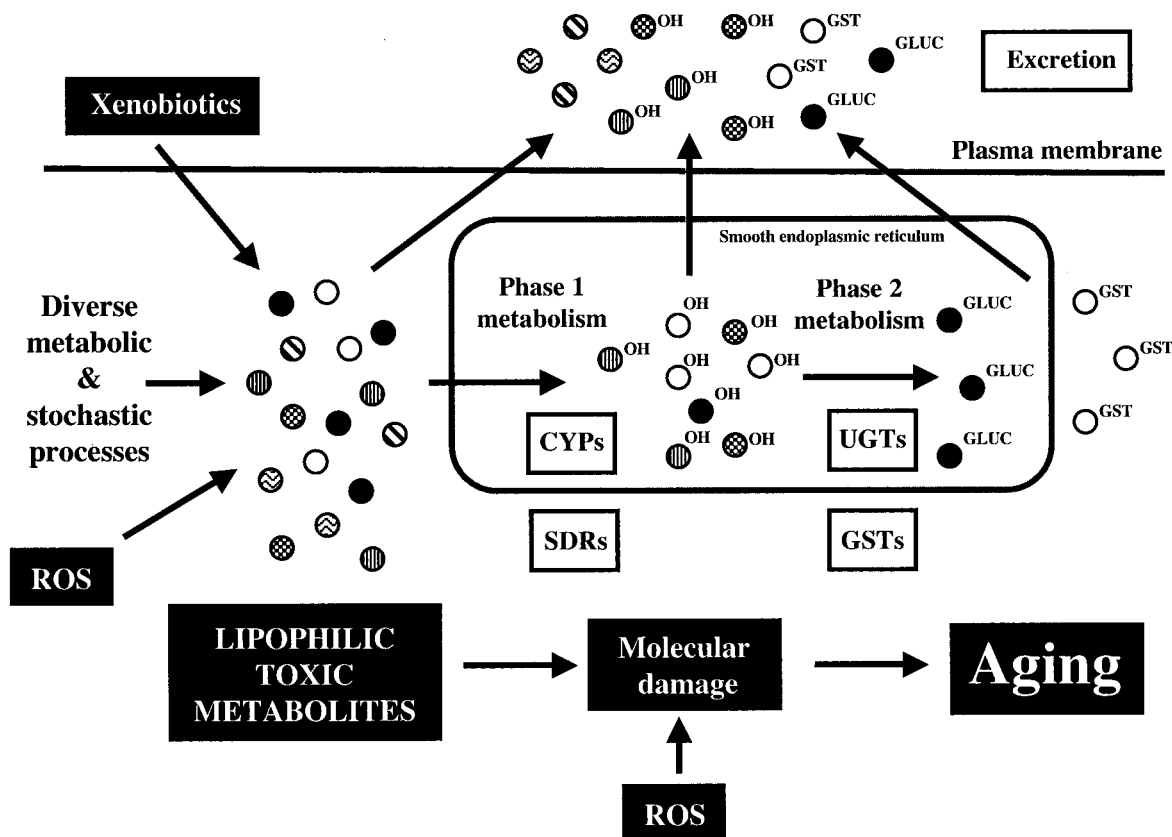 OH
OH
GST
GLUC
GST
OH
OH
GLUC
OH
Excretion
Xenobiotics
Plasma membrane
Smooth endoplasmic reticulum
Diverse
metabolic
&
stochastic
processes
Phase 1
metabolism
OH
OH
OH
OH
OH
OH
OH
OH
Phase 2
metabolism
GLUC
GLUC
GLUC
GST
GST
GST
CYPs
UGTs
SDRs
GSTs
ROS
LIPOPHILIC
TOXIC
METABOLITES
Molecular
damage
Aging
ROS